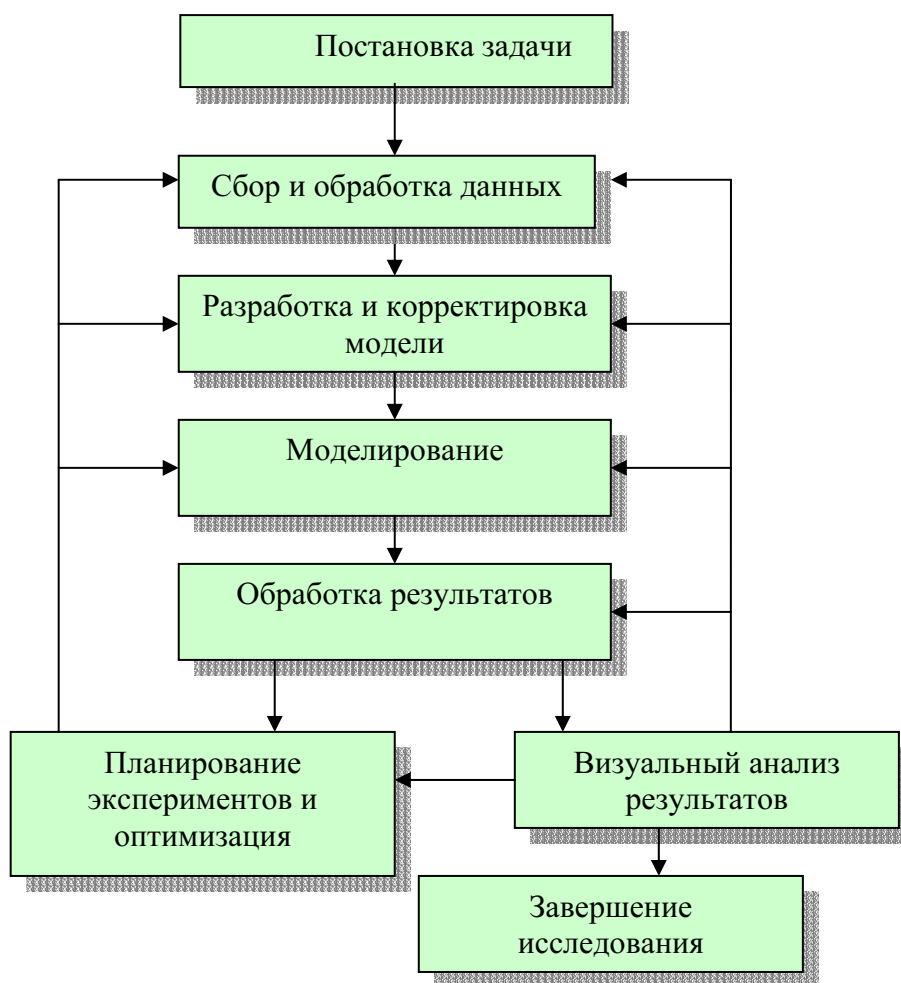 Постановка задачи
Сбор и обработка данных
Разработка и корректировка
модели
Моделирование
Обработка результатов
Планирование
экспериментов и
оптимизация
Визуальный анализ
результатов
Завершение
исследования